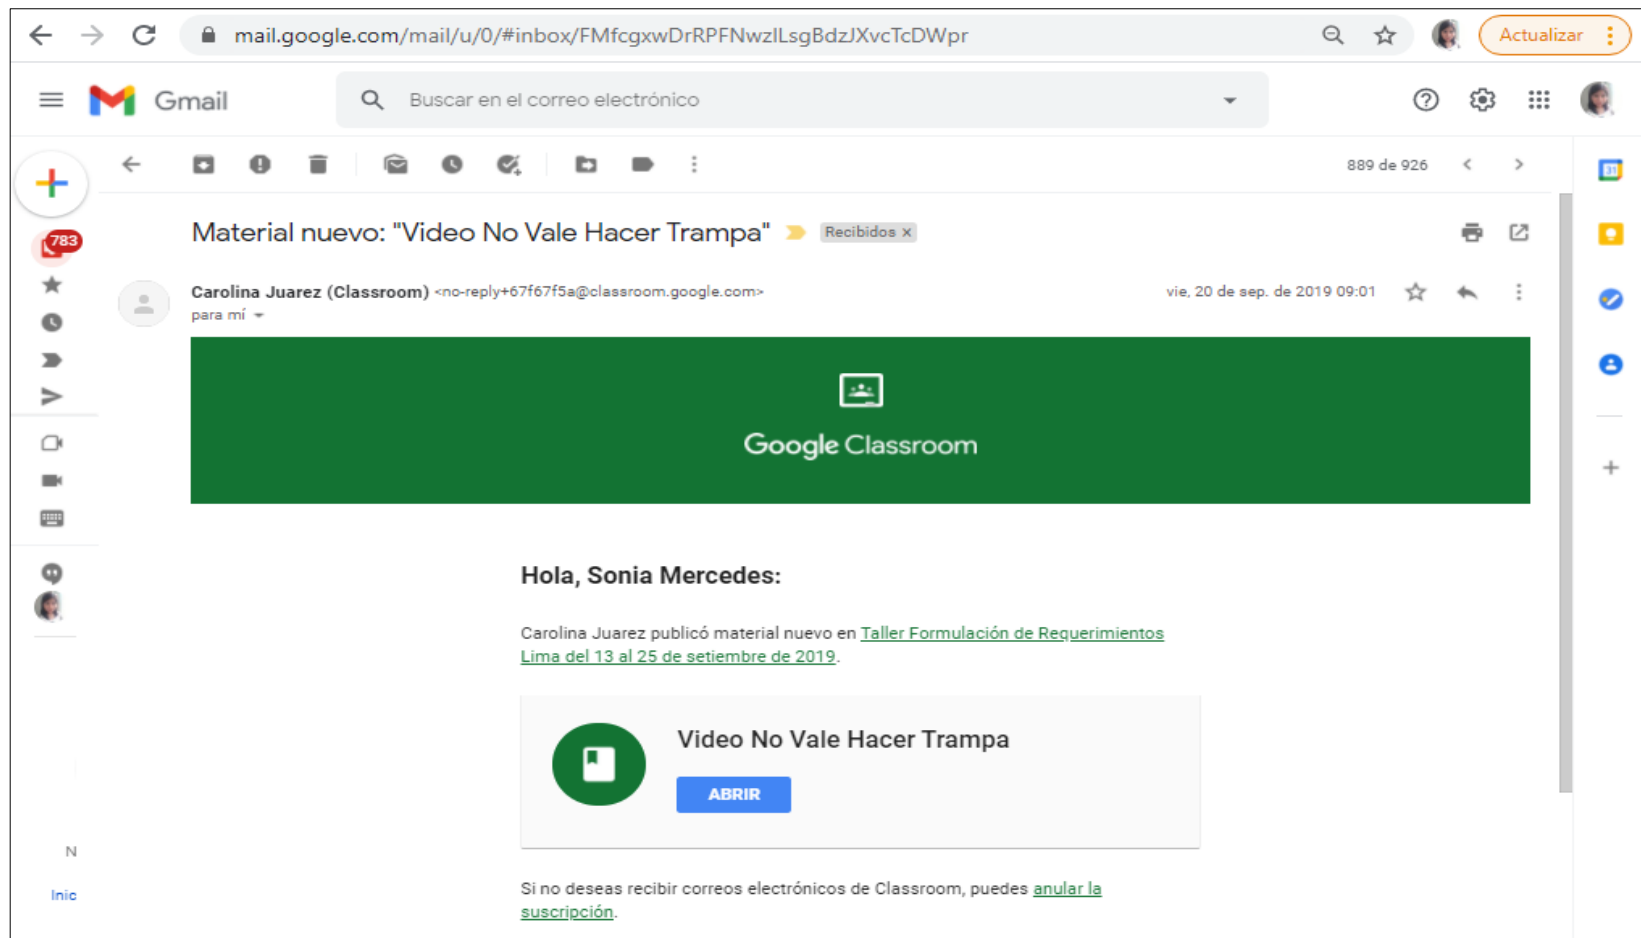 mail.google.com/mail/u/0/#inbox/FMfcgxwDrRPFNwzlLsgBdzJXvcTcDWpr
Actualizar
Gmail
Buscar en el correo electrónico
889 de 926
31
783
Material nuevo: "Video No Vale Hacer Trampa"
Recibidos x
Carolina Juarez (Classroom) <no-reply+67f67f5a@classroom.google.com>
vie, 20 de sep. de 2019 09:01
para mí
Google Classroom
Hola, Sonia Mercedes:
Carolina Juarez publicó material nuevo en Taller Formulación de Requerimientos
Lima del 13 al 25 de setiembre de 2019.
Video No Vale Hacer Trampa
ABRIR
N
Inic
Si no deseas recibir correos electrónicos de Classroom, puedes anular la
suscripción.